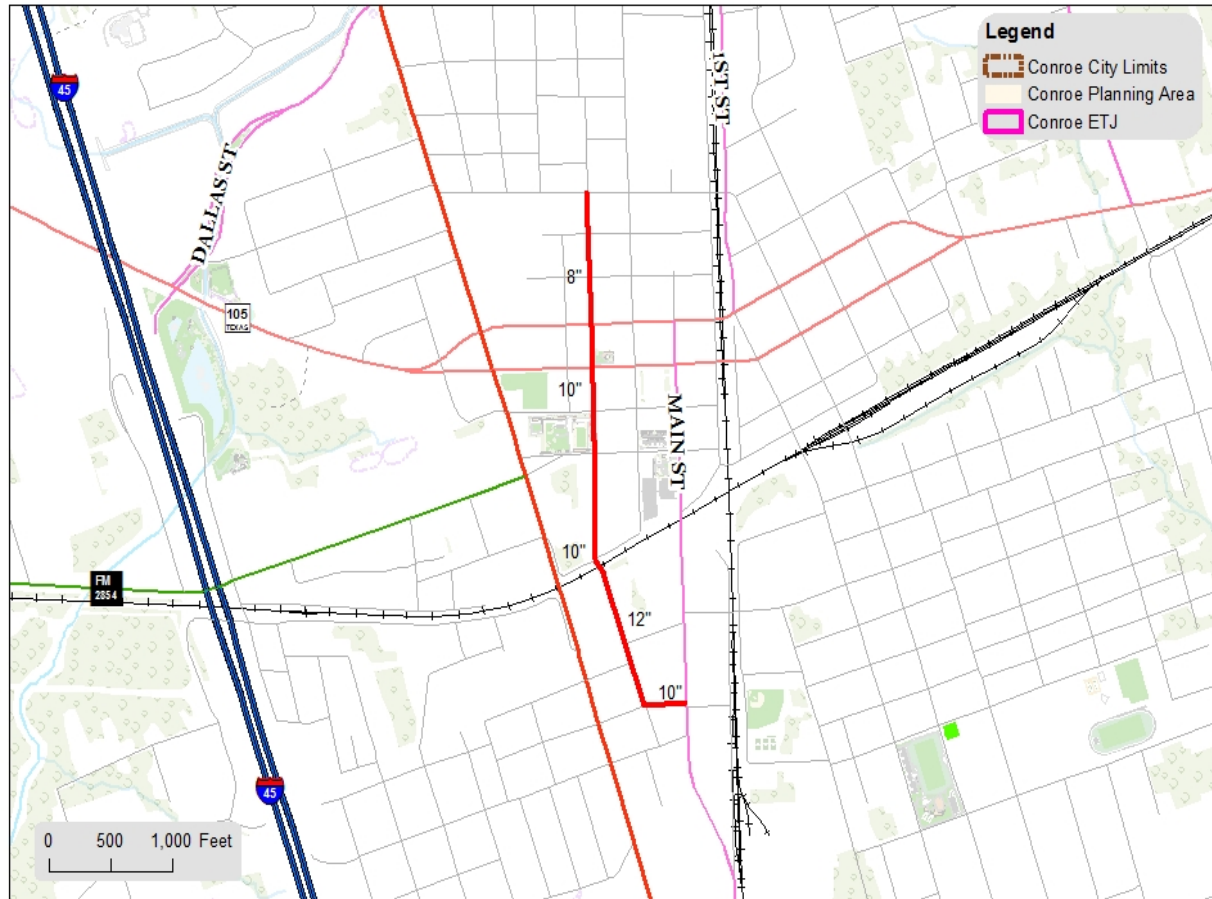 Legend
Conroe City Limits
Conroe Planning Area
Conroe ETJ
45
1ST ST
DALLAS ST
8"
105
TEXAS
10"
MAIN ST
10"
FM
2854
12"
10"
45
0 500 1,000 Feet